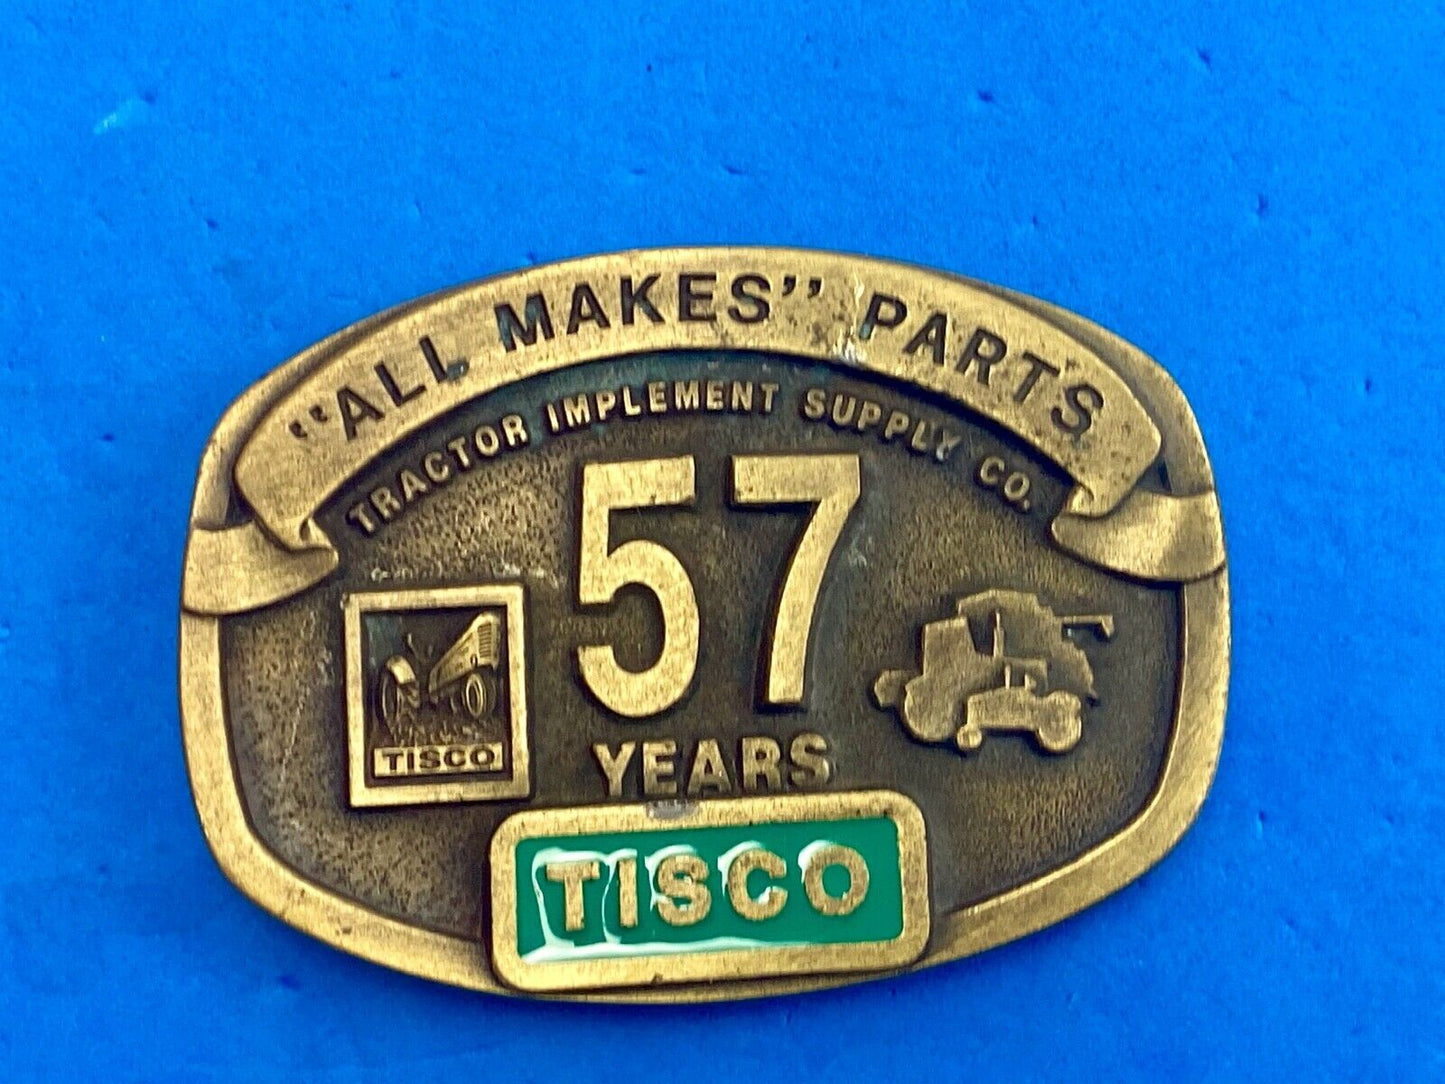 "ALL MAKES" PARTS
TRACTOR IMPLEMENT SUPPLY CO.
57
YEARS
TISCO
TISCO